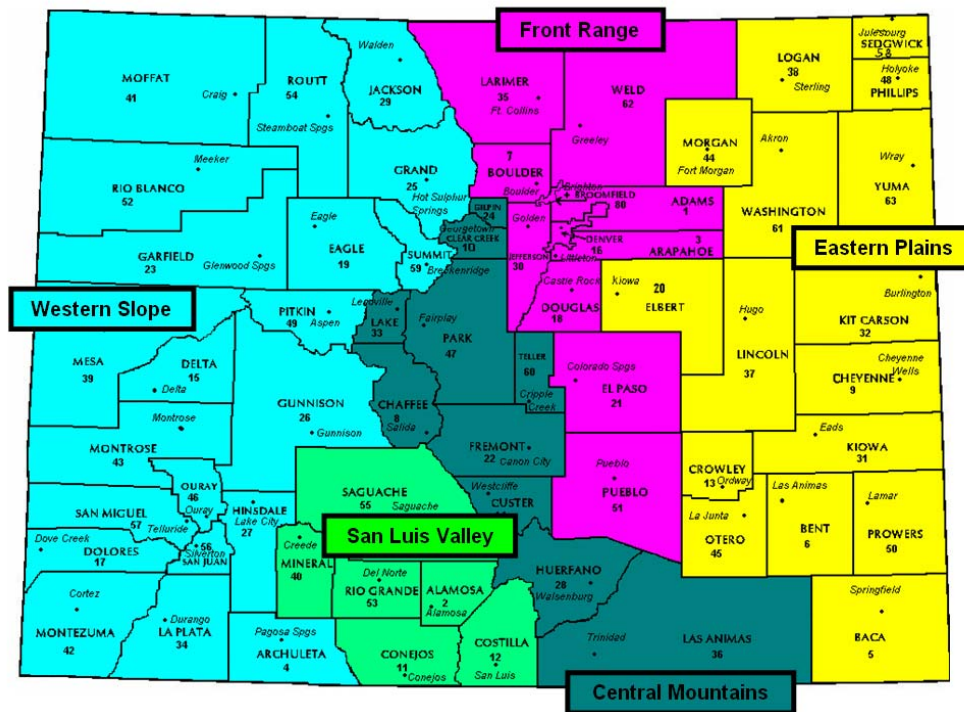 Front Range
Julesburg
SEDGWICK
58
Walden
LOGAN
38
Sterling
Holyoke
48
PHILLIPS
MOFFAT
41
Craig
ROUTT
54
JACKSON
29
LARIMER
35
Ft. Collins
WELD
62
Steamboat Spgs
Greeley
MORGAN
44
Fort Morgan
Akron
Wray
YUMA
63
Meeker
RIO BLANCO
52
GRAND
25
Hot Sulphur
Springs
7
BOULDER
Boulder
Brighton
BROOMFIELD
80
ADAMS
1
WASHINGTON
61
GILPIN
24
Georgetown
CLEAR CREEK
10
Golden
JEFFERSON
30
DENVER
16
Littleton
3
ARAPAHOE
Eagle
EAGLE
19
SUMMIT
59
Breckenridge
GARFIELD
23
Glenwood Spgs
Eastern Plains
Castle Rock
DOUGLAS
18
Kiowa
20
ELBERT
Burlington
KIT CARSON
32
Western Slope
PITKIN
49
Aspen
Leadville
LAKE
33
Fairplay
PARK
47
Hugo
LINCOLN
37
MESA
39
DELTA
15
Delta
TELLER
60
Cripple
Creek
Colorado Spgs
EL PASO
21
Cheyenne
Wells
CHEYENNE
9
GUNNISON
26
Gunnison
CHAFFEE
8
Salida
Montrose
MONTROSE
43
FREMONT
22
Canon City
Eads
KIOWA
31
OURAY
46
Ouray
SAGUACHE
55
Saguache
Westcliffe
CUSTER
Pueblo
PUEBLO
51
CROWLEY
13
Ordway
Las Animas
BENT
6
Lamar
PROWERS
50
SAN MIGUEL
57
Telluride
HINSDALE
Lake City
27
La Junta
OTERO
45
Dove Creek
DOLORES
17
56
Silverton
SAN JUAN
San Luis Valley
Creede
MINERAL
40
Del Norte
RIO GRANDE
53
ALAMOSA
2
Alamosa
HUERFANO
28
Walsenburg
Cortez
MONTEZUMA
42
Durango
LA PLATA
34
Pagosa Spgs
ARCHULETA
4
CONEJOS
11
Conejos
COSTILLA
12
San Luis
Trinidad
LAS ANIMAS
36
Springfield
BACA
5
Central Mountains